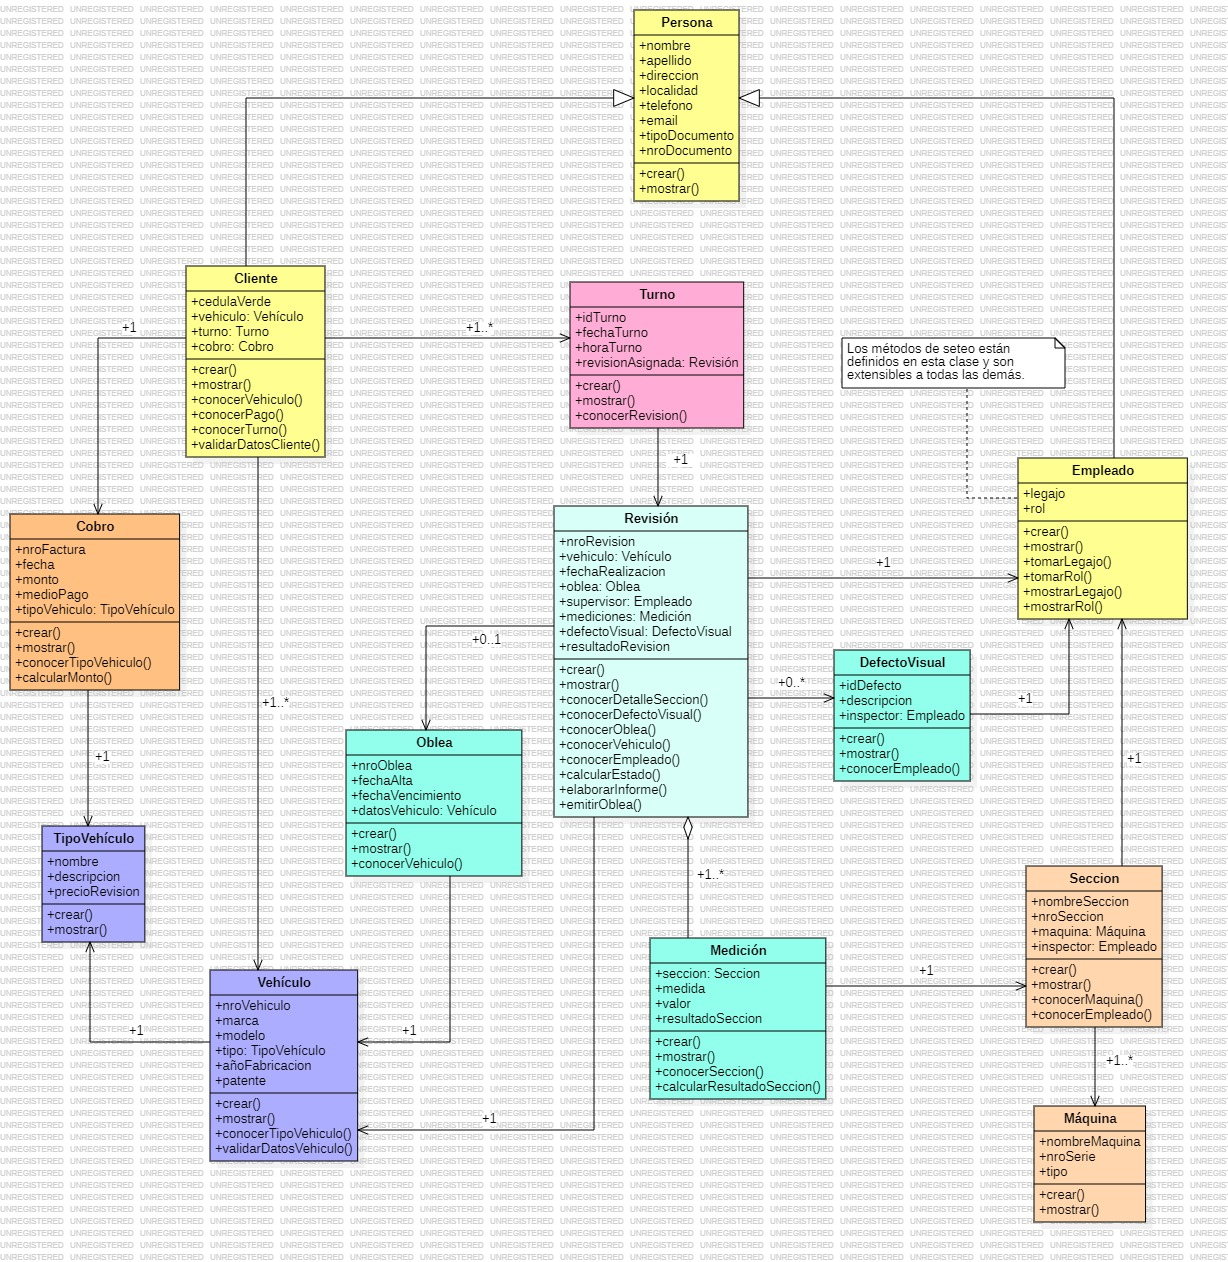 Persona
+nombre
+apellido
+direccion
+localidad
+telefono
+email
+tipoDocumento
+nroDocumento
+crear()
+mostrar()
Cliente
+cedulaVerde
+vehiculo: Vehículo
+turno: Turno
+cobro: Cobro
+crear()
+mostrar()
+conocerVehiculo()
+conocerPago()
+conocerTurno()
+validarDatosCliente()
+1
+1..*
Turno
+idTurno
+fechaTurno
+horaTurno
+revisionAsignada: Revisión
+crear()
+mostrar()
+conocerRevision()
+1
Los métodos de seteo están
definidos en esta clase y son
extensibles a todas las demás.
Empleado
+legajo
+rol
+crear()
+mostrar()
+tomarLegajo()
+tomarRol()
+mostrarLegajo()
+mostrarRol()
Cobro
+nroFactura
+fecha
+monto
+medioPago
+tipoVehiculo: TipoVehículo
+crear()
+mostrar()
+conocerTipoVehiculo()
+calcularMonto()
+1
+1..*
Revisión
+nroRevision
+vehiculo: Vehículo
+fechaRealizacion
+oblea: Oblea
+supervisor: Empleado
+mediciones: Medición
+defectoVisual: DefectoVisual
+resultadoRevision
+crear()
+mostrar()
+conocerDetalleSeccion()
+conocerDefectoVisual()
+conocerOblea()
+conocerVehiculo()
+conocerEmpleado()
+calcularEstado()
+elaborarInforme()
+emitirOblea()
+1
+0..1
+0..*
DefectoVisual
+idDefecto
+descripcion
+inspector: Empleado
+crear()
+mostrar()
+conocerEmpleado()
+1
+1
Oblea
+nroOblea
+fechaAlta
+fechaVencimiento
+datosVehiculo: Vehículo
+crear()
+mostrar()
+conocerVehiculo()
TipoVehículo
+nombre
+descripcion
+precioRevision
+crear()
+mostrar()
+1..*
Seccion
+nombreSeccion
+nroSeccion
+maquina: Máquina
+inspector: Empleado
+crear()
+mostrar()
+conocerMaquina()
+conocerEmpleado()
Medición
+seccion: Seccion
+medida
+valor
+resultadoSeccion
+crear()
+mostrar()
+conocerSeccion()
+calcularResultadoSeccion()
+1
Vehículo
+nroVehiculo
+marca
+modelo
+tipo: TipoVehículo
+añoFabricacion
+patente
+crear()
+mostrar()
+conocerTipoVehiculo()
+validarDatosVehiculo()
+1
+1
+1
+1..*
Máquina
+nombreMaquina
+nroSerie
+tipo
+crear()
+mostrar()
UNREGISTERED